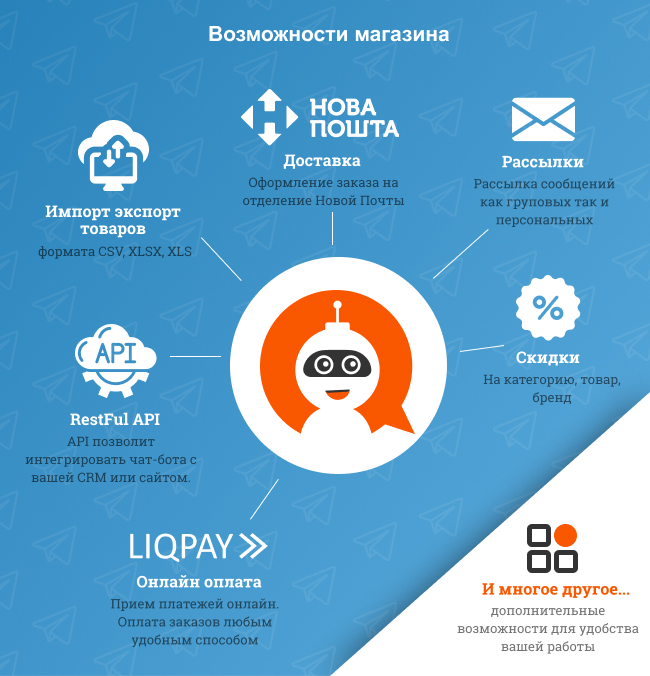 Возможности магазина
НОВА
ПОШТА
Доставка
Оформление заказа на
отделение Новой Почты
Рассылки
Рассылка сообщений
как груповых так и
персональных
Импорт экспорт
товаров
формата CSV, XLSX, XLS
%
Скидки
На категорию, товар,
бренд
API
RestFul API
API позволит
интегрировать чат-бота с
вашей CRM или сайтом.
LIQPAY
Онлайн оплата
Прием платежей онлайн.
Оплата заказов любым
удобным способом
И многое другое...
дополнительные
возможности для удобства
вашей работы